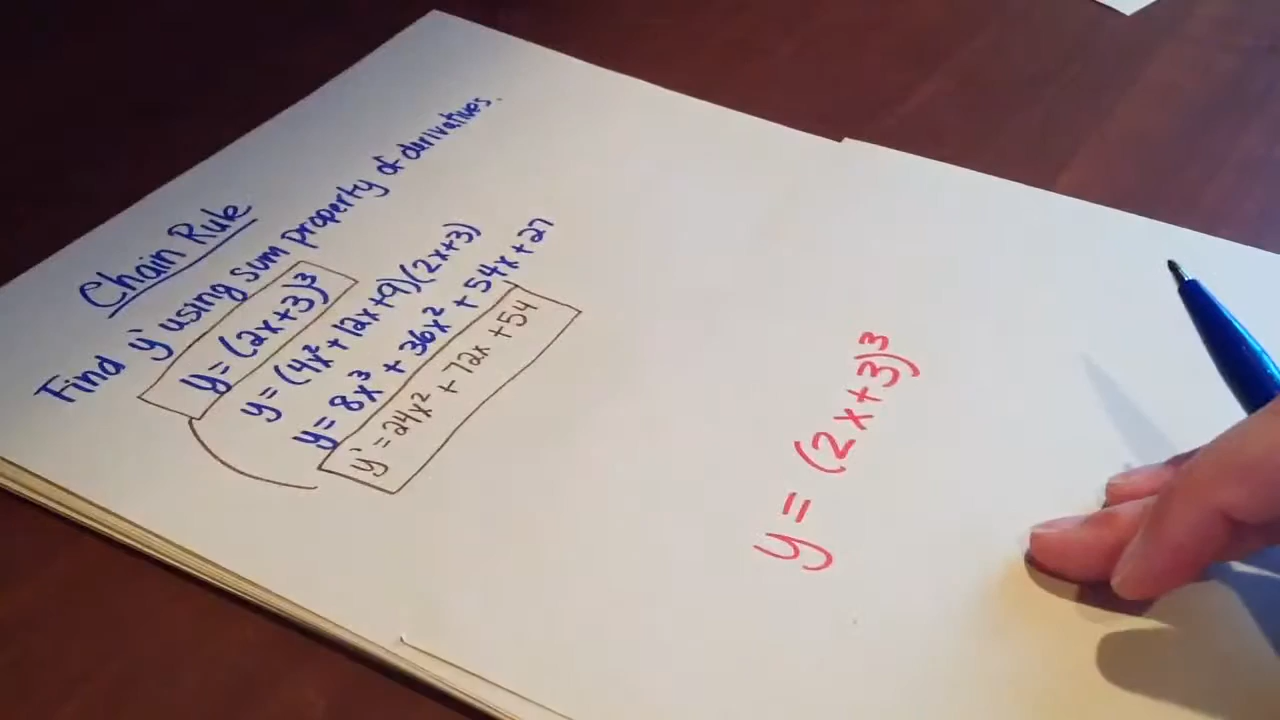 Chain Rule
Find y' using sum property of derivatives.
y = (2x+3)³
y = (4x²+12x+9)(2x+3)
y = 8x³ + 36x² + 54x + 27
y' = 24x² + 72x + 54
y = (2x+3)³